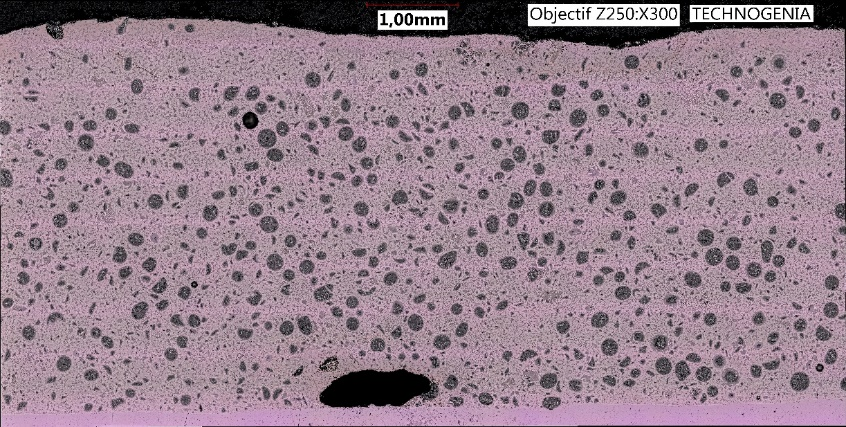 1,00mm
Objectif Z250:X300 TECHNOGENIA